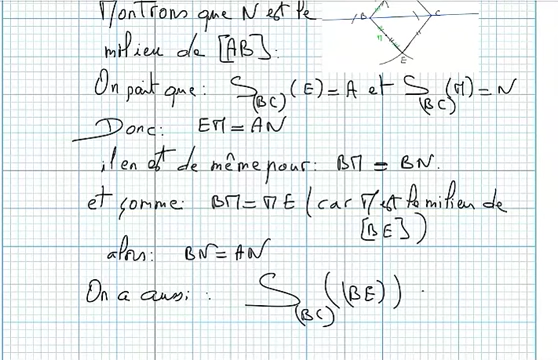 Montrons que N est le
milieu de [AB] :
On sait que : S(BC) (E) = A et S(BC) (M) = N
Donc : EM = AN
il en est de même pour : BM = BN.
et comme : BM = ME ( car M est le milieu de
[BE] )
alors : BN = AN
On a aussi : S(BC) ((BE))
B
C
M
E